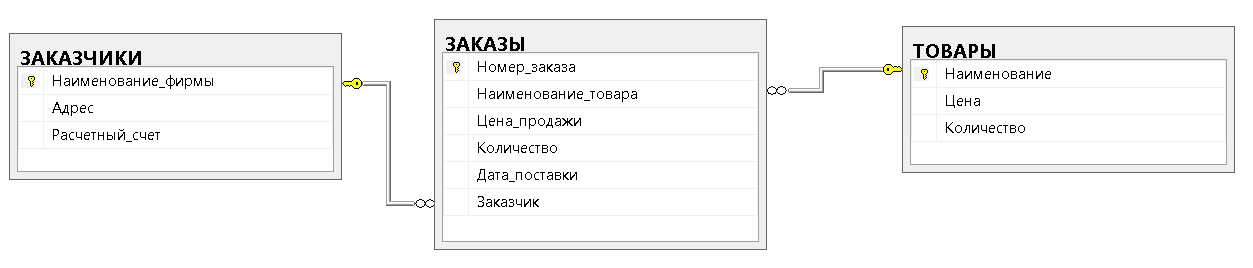 ЗАКАЗЧИКИ
Наименование_фирмы
Адрес
Расчетный_счет
ЗАКАЗЫ
Номер_заказа
Наименование_товара
Цена_продажи
Количество
Дата_поставки
Заказчик
ТОВАРЫ
Наименование
Цена
Количество